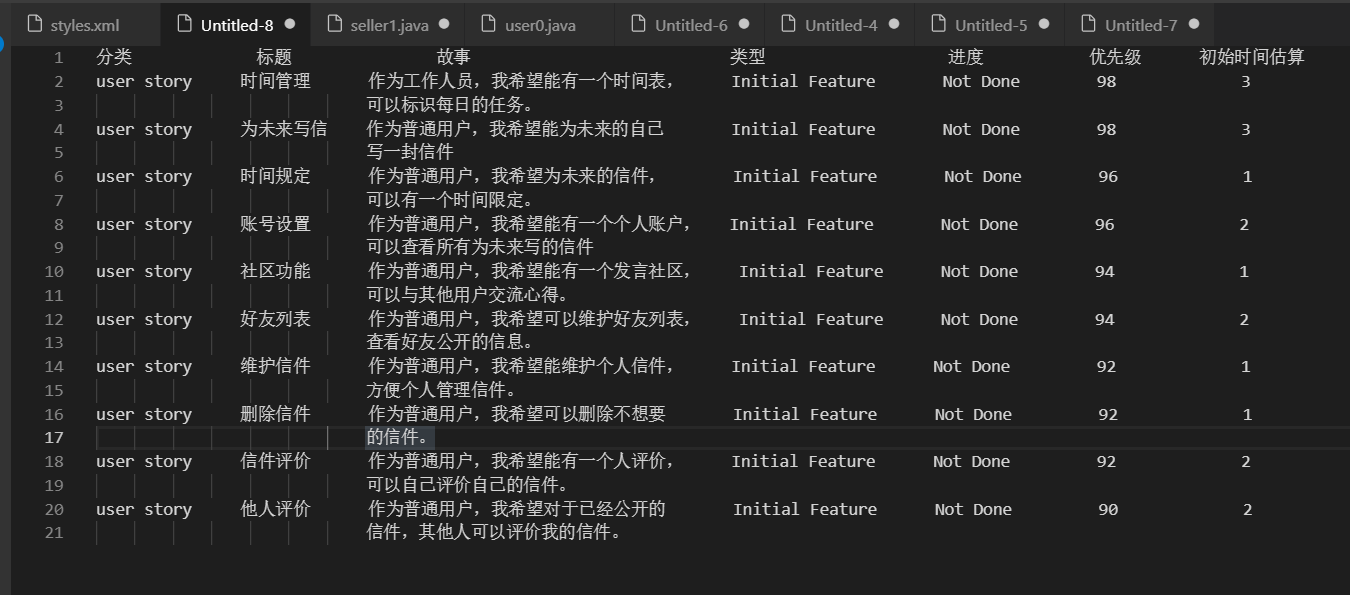 styles.xml Untitled-8 seller1.java user0.java Untitled-6 Untitled-4 Untitled-5 Untitled-7
1 分类 标题 故事 类型 进度 优先级 初始时间估算
2 user story 时间管理 作为工作人员，我希望能有一个时间表， Initial Feature Not Done 98 3
3 可以标识每日的任务。
4 user story 为未来写信 作为普通用户，我希望能为未来的自己 Initial Feature Not Done 98 3
5 写一封信件
6 user story 时间规定 作为普通用户，我希望为未来的信件， Initial Feature Not Done 96 1
7 可以有一个时间限定。
8 user story 账号设置 作为普通用户，我希望能有一个个人账户， Initial Feature Not Done 96 2
9 可以查看所有为未来写的信件
10 user story 社区功能 作为普通用户，我希望能有一个发言社区， Initial Feature Not Done 94 1
11 可以与其他用户交流心得。
12 user story 好友列表 作为普通用户，我希望可以维护好友列表， Initial Feature Not Done 94 2
13 查看好友公开的信息。
14 user story 维护信件 作为普通用户，我希望能维护个人信件， Initial Feature Not Done 92 1
15 方便个人管理信件。
16 user story 删除信件 作为普通用户，我希望可以删除不想要 Initial Feature Not Done 92 1
17 的信件。
18 user story 信件评价 作为普通用户，我希望能有一个人评价， Initial Feature Not Done 92 2
19 可以自己评价自己的信件。
20 user story 他人评价 作为普通用户，我希望对于已经公开的 Initial Feature Not Done 90 2
21 信件，其他人可以评价我的信件。